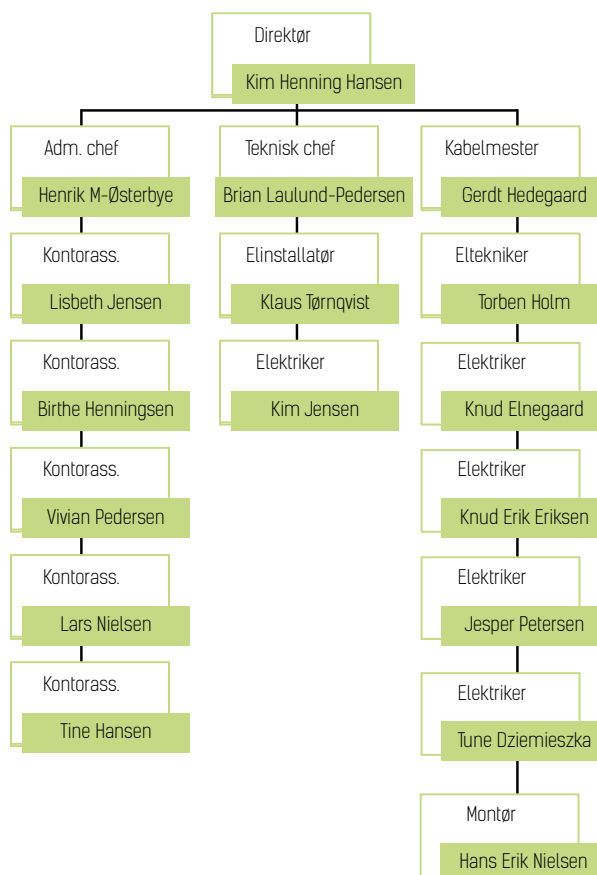 Direktør
Kim Henning Hansen
Adm. chef
Henrik M-Østerbye
Kontorass.
Lisbeth Jensen
Kontorass.
Birthe Henningsen
Kontorass.
Vivian Pedersen
Kontorass.
Lars Nielsen
Kontorass.
Tine Hansen
Teknisk chef
Brian Laulund-Pedersen
Elinstallatør
Klaus Tørnqvist
Elektriker
Kim Jensen
Kabelmester
Gerdt Hedegaard
Eltekniker
Torben Holm
Elektriker
Knud Elnegaard
Elektriker
Knud Erik Eriksen
Elektriker
Jesper Petersen
Elektriker
Tune Dziemieszka
Montør
Hans Erik Nielsen